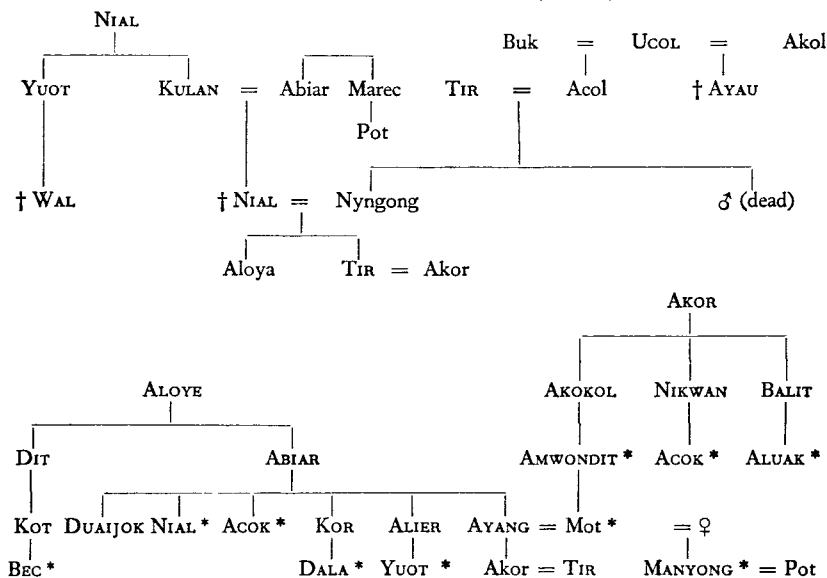 NIAL
Buk = UCOL = Akol
YUOT KULAN = Abiar Marec TIR = Acol † AYAU
Pot
† WAL † NIAL = Nyngong ♂ (dead)
Aloya TIR = Akor
AKOR
ALOYE AKOKOL NIKWAN BALIT
DIT ABIAR AMWONDIT * ACOK * ALUAK *
KOT DUAIJOK NIAL * ACOK * KOR ALIER AYANG = MOT * = ♀
BEC * DALA * YUOT * Akor = TIR MANYONG * = Pot